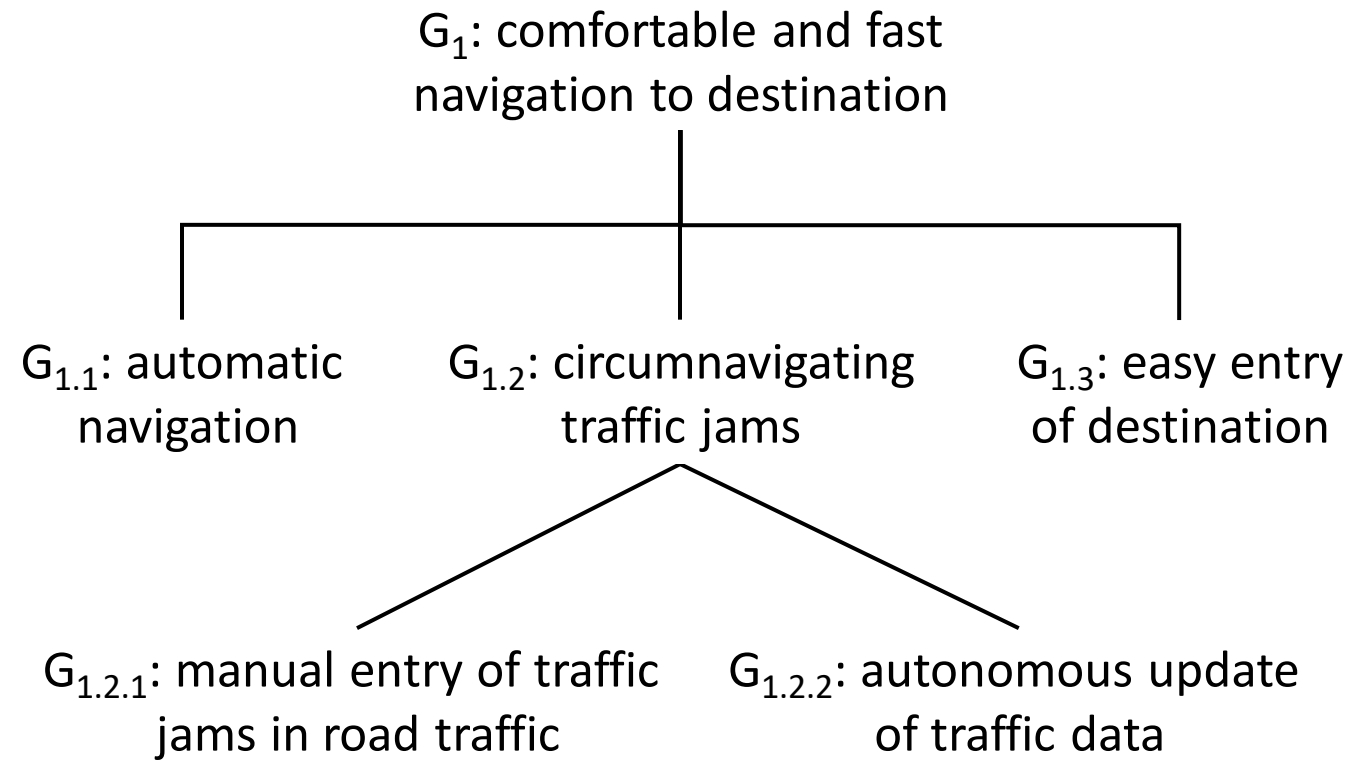 G1: comfortable and fast
navigation to destination
G1.1: automatic
navigation
G1.2: circumnavigating
traffic jams
G1.3: easy entry
of destination
G1.2.1: manual entry of traffic
jams in road traffic
G1.2.2: autonomous update
of traffic data